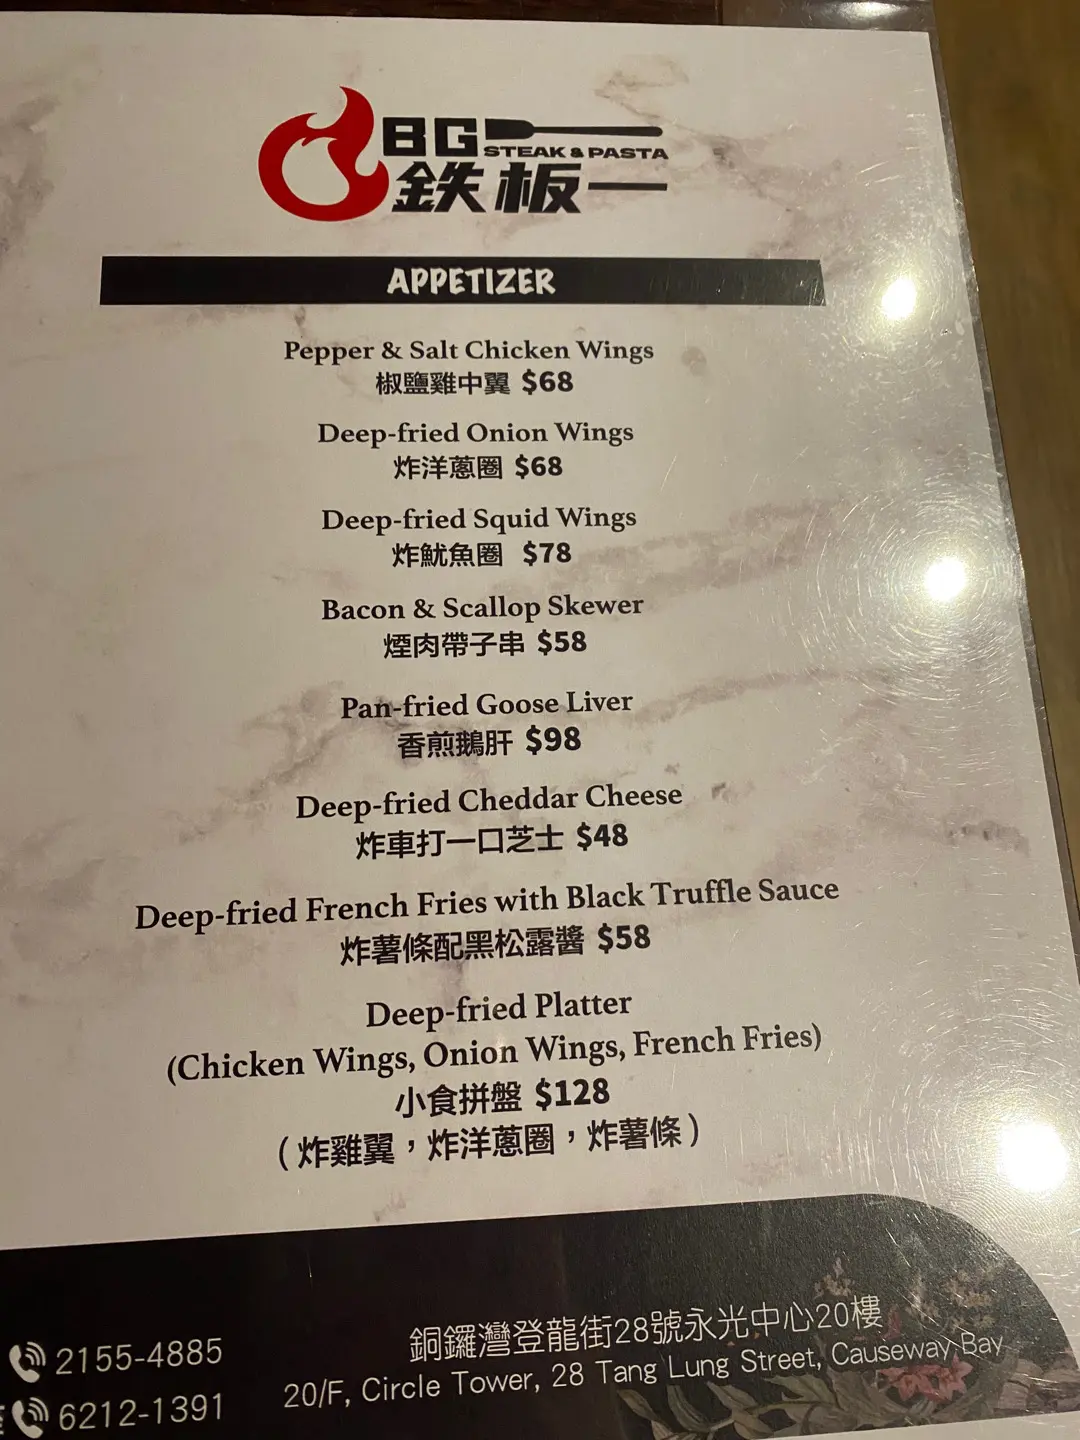 BG
STEAK & PASTA
鉄板一
APPETIZER
Pepper & Salt Chicken Wings
椒鹽雞中翼 $68
Deep-fried Onion Wings
炸洋蔥圈 $68
Deep-fried Squid Wings
炸魷魚圈 $78
Bacon & Scallop Skewer
煙肉帶子串 $58
Pan-fried Goose Liver
香煎鵝肝 $98
Deep-fried Cheddar Cheese
炸車打一口芝士 $48
Deep-fried French Fries with Black Truffle Sauce
炸薯條配黑松露醬 $58
Deep-fried Platter
(Chicken Wings, Onion Wings, French Fries)
小食拼盤 $128
(炸雞翼，炸洋蔥圈，炸薯條)
2155-4885
6212-1391
銅鑼灣登龍街28號永光中心20樓
20/F, Circle Tower, 28 Tang Lung Street, Causeway Bay